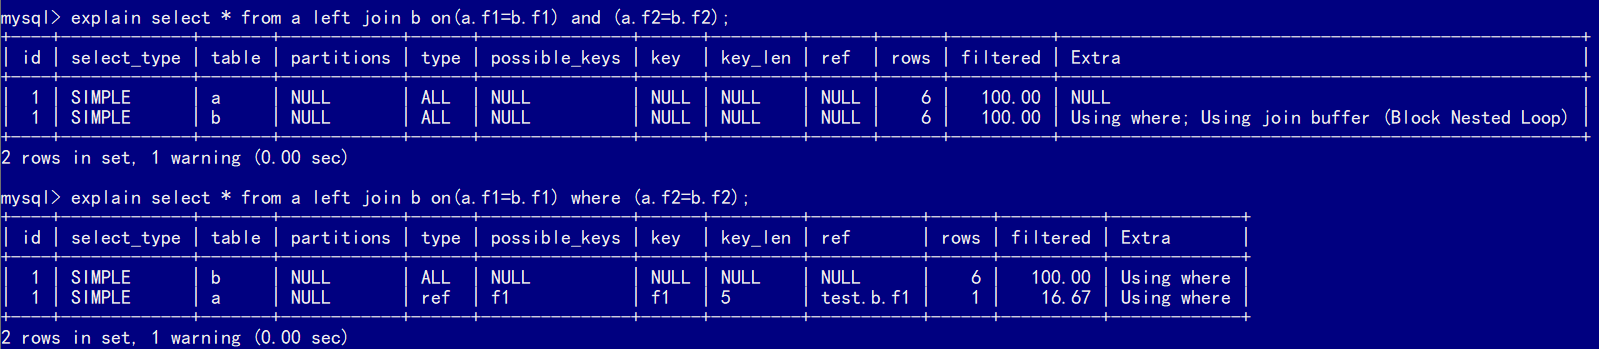 mysql> explain select * from a left join b on(a.f1=b.f1) and (a.f2=b.f2);
+----+-------------+-------+------------+------+---------------+------+---------+------+------+----------+----------------------------------------------------+
| id | select_type | table | partitions | type | possible_keys | key | key_len | ref | rows | filtered | Extra |
+----+-------------+-------+------------+------+---------------+------+---------+------+------+----------+----------------------------------------------------+
| 1 | SIMPLE | a | NULL | ALL | NULL | NULL | NULL | NULL | 6 | 100.00 | NULL |
| 1 | SIMPLE | b | NULL | ALL | NULL | NULL | NULL | NULL | 6 | 100.00 | Using where; Using join buffer (Block Nested Loop) |
+----+-------------+-------+------------+------+---------------+------+---------+------+------+----------+----------------------------------------------------+
2 rows in set, 1 warning (0.00 sec)
mysql> explain select * from a left join b on(a.f1=b.f1) where (a.f2=b.f2);
+----+-------------+-------+------------+------+---------------+------+---------+-----------+------+----------+-------------+
| id | select_type | table | partitions | type | possible_keys | key | key_len | ref | rows | filtered | Extra |
+----+-------------+-------+------------+------+---------------+------+---------+-----------+------+----------+-------------+
| 1 | SIMPLE | b | NULL | ALL | NULL | NULL | NULL | NULL | 6 | 100.00 | Using where |
| 1 | SIMPLE | a | NULL | ref | f1 | f1 | 5 | test.b.f1 | 1 | 16.67 | Using where |
+----+-------------+-------+------------+------+---------------+------+---------+-----------+------+----------+-------------+
2 rows in set, 1 warning (0.00 sec)